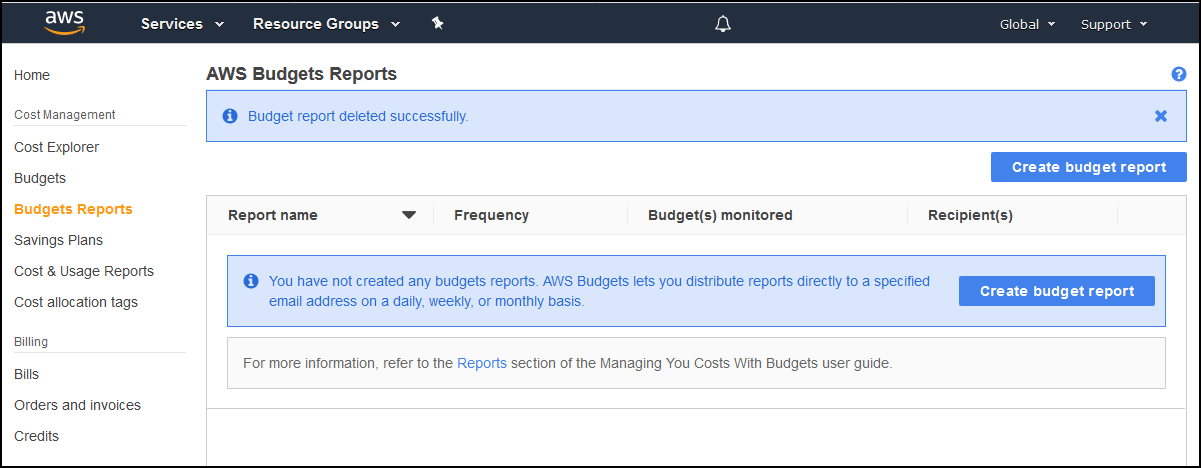 aws Services Resource Groups Global Support
Home
Cost Management
Cost Explorer
Budgets
Budgets Reports
Savings Plans
Cost & Usage Reports
Cost allocation tags
Billing
Bills
Orders and invoices
Credits
AWS Budgets Reports ?
Budget report deleted successfully.
Create budget report
Report name Frequency Budget(s) monitored Recipient(s)
You have not created any budgets reports. AWS Budgets lets you distribute reports directly to a specified
email address on a daily, weekly, or monthly basis.
Create budget report
For more information, refer to the Reports section of the Managing You Costs With Budgets user guide.